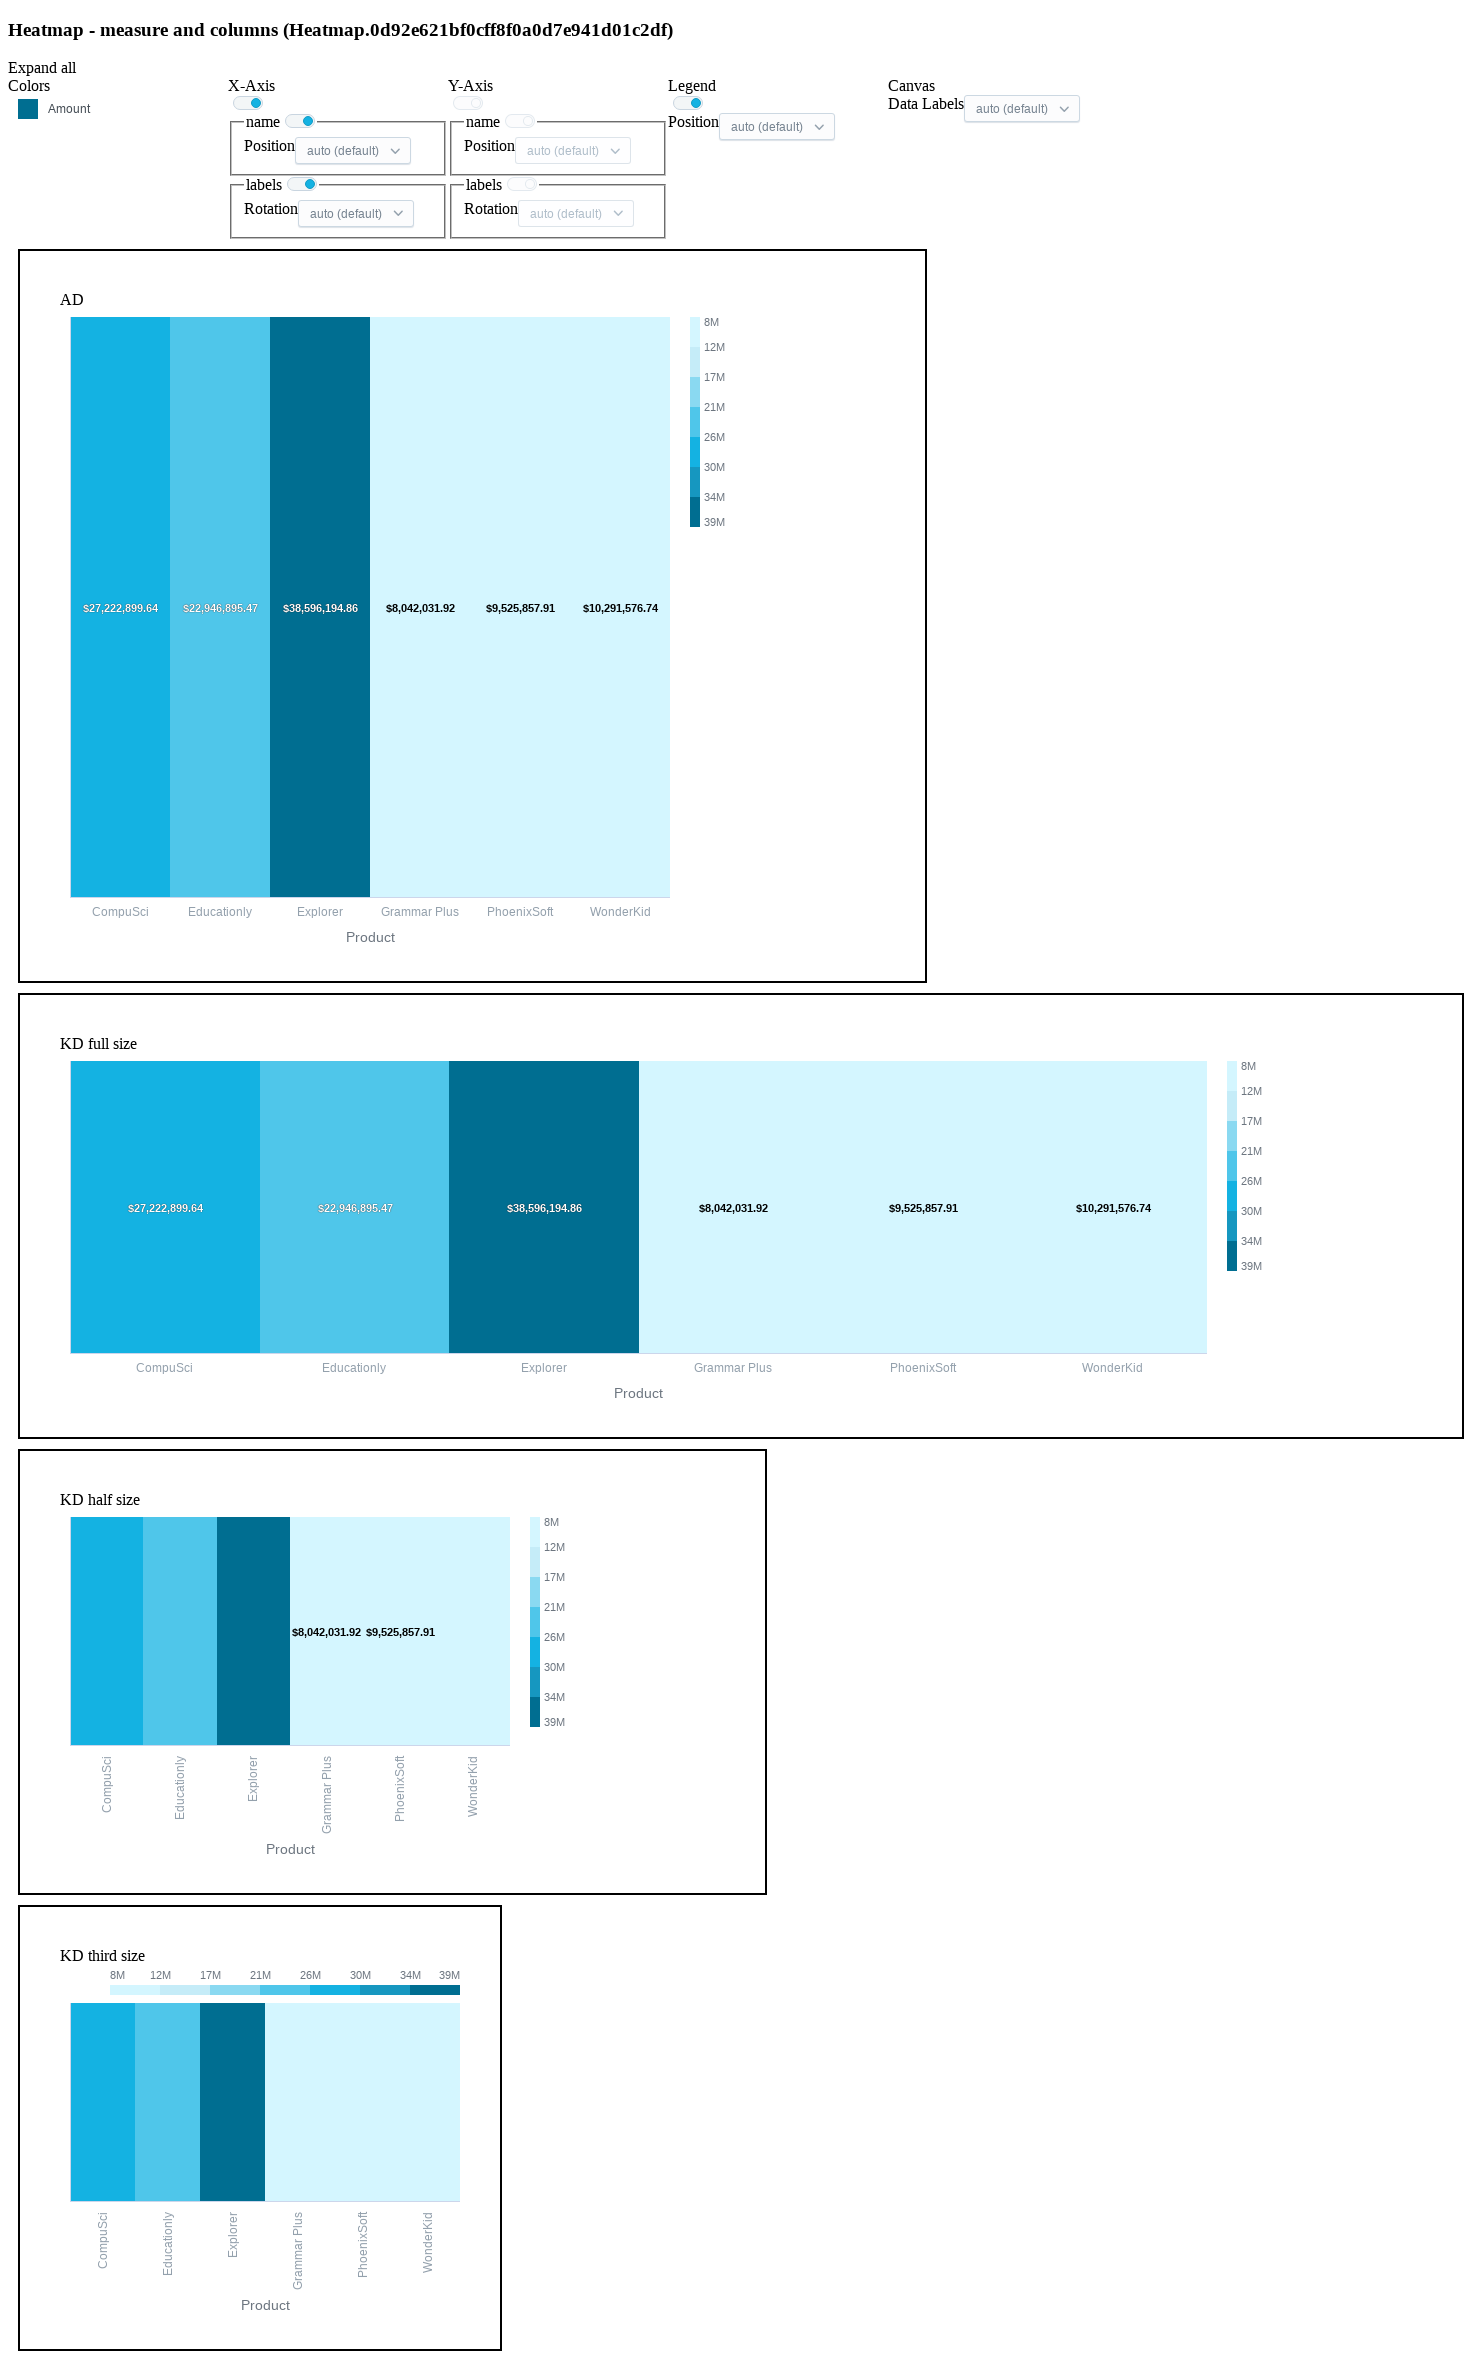 Heatmap - measure and columns (Heatmap.0d92e621bf0cff8f0a0d7e941d01c2df)
Expand all
Colors
Amount
X-Axis
name
Position auto (default)
labels
Rotation auto (default)
Y-Axis
name
Position auto (default)
labels
Rotation auto (default)
Legend
Position auto (default)
Canvas
Data Labels auto (default)
AD
8M
12M
17M
21M
26M
30M
34M
39M
$27,222,899.64 $22,946,895.47 $38,596,194.86 $8,042,031.92 $9,525,857.91 $10,291,576.74
CompuSci Educationly Explorer Grammar Plus PhoenixSoft WonderKid
Product
KD full size
8M
12M
17M
21M
26M
30M
34M
39M
$27,222,899.64 $22,946,895.47 $38,596,194.86 $8,042,031.92 $9,525,857.91 $10,291,576.74
CompuSci Educationly Explorer Grammar Plus PhoenixSoft WonderKid
Product
KD half size
8M
12M
17M
21M
26M
30M
34M
39M
$8,042,031.92 $9,525,857.91
CompuSci
Educationly
Explorer
Grammar Plus
PhoenixSoft
WonderKid
Product
KD third size
8M 12M 17M 21M 26M 30M 34M 39M
CompuSci
Educationly
Explorer
Grammar Plus
PhoenixSoft
WonderKid
Product